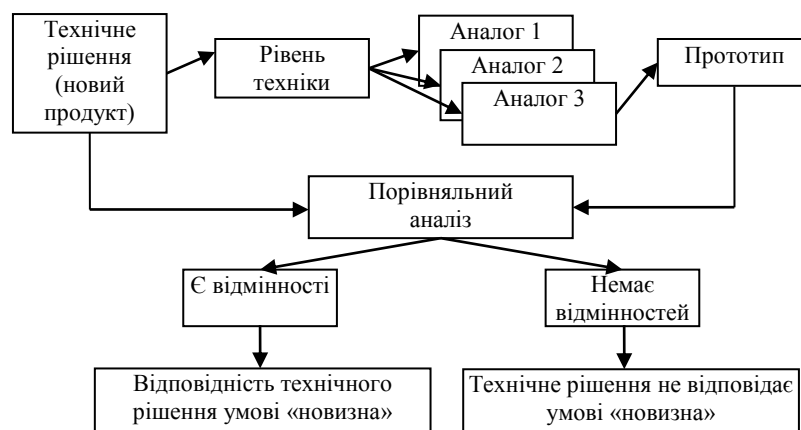 Технічне
рішення
(новий
продукт)
Рівень
техніки
Аналог 1
Аналог 2
Аналог 3
Прототип
Порівняльний
аналіз
Є відмінності
Немає
відмінностей
Відповідність технічного
рішення умові «новизна»
Технічне рішення не відповідає
умові «новизна»